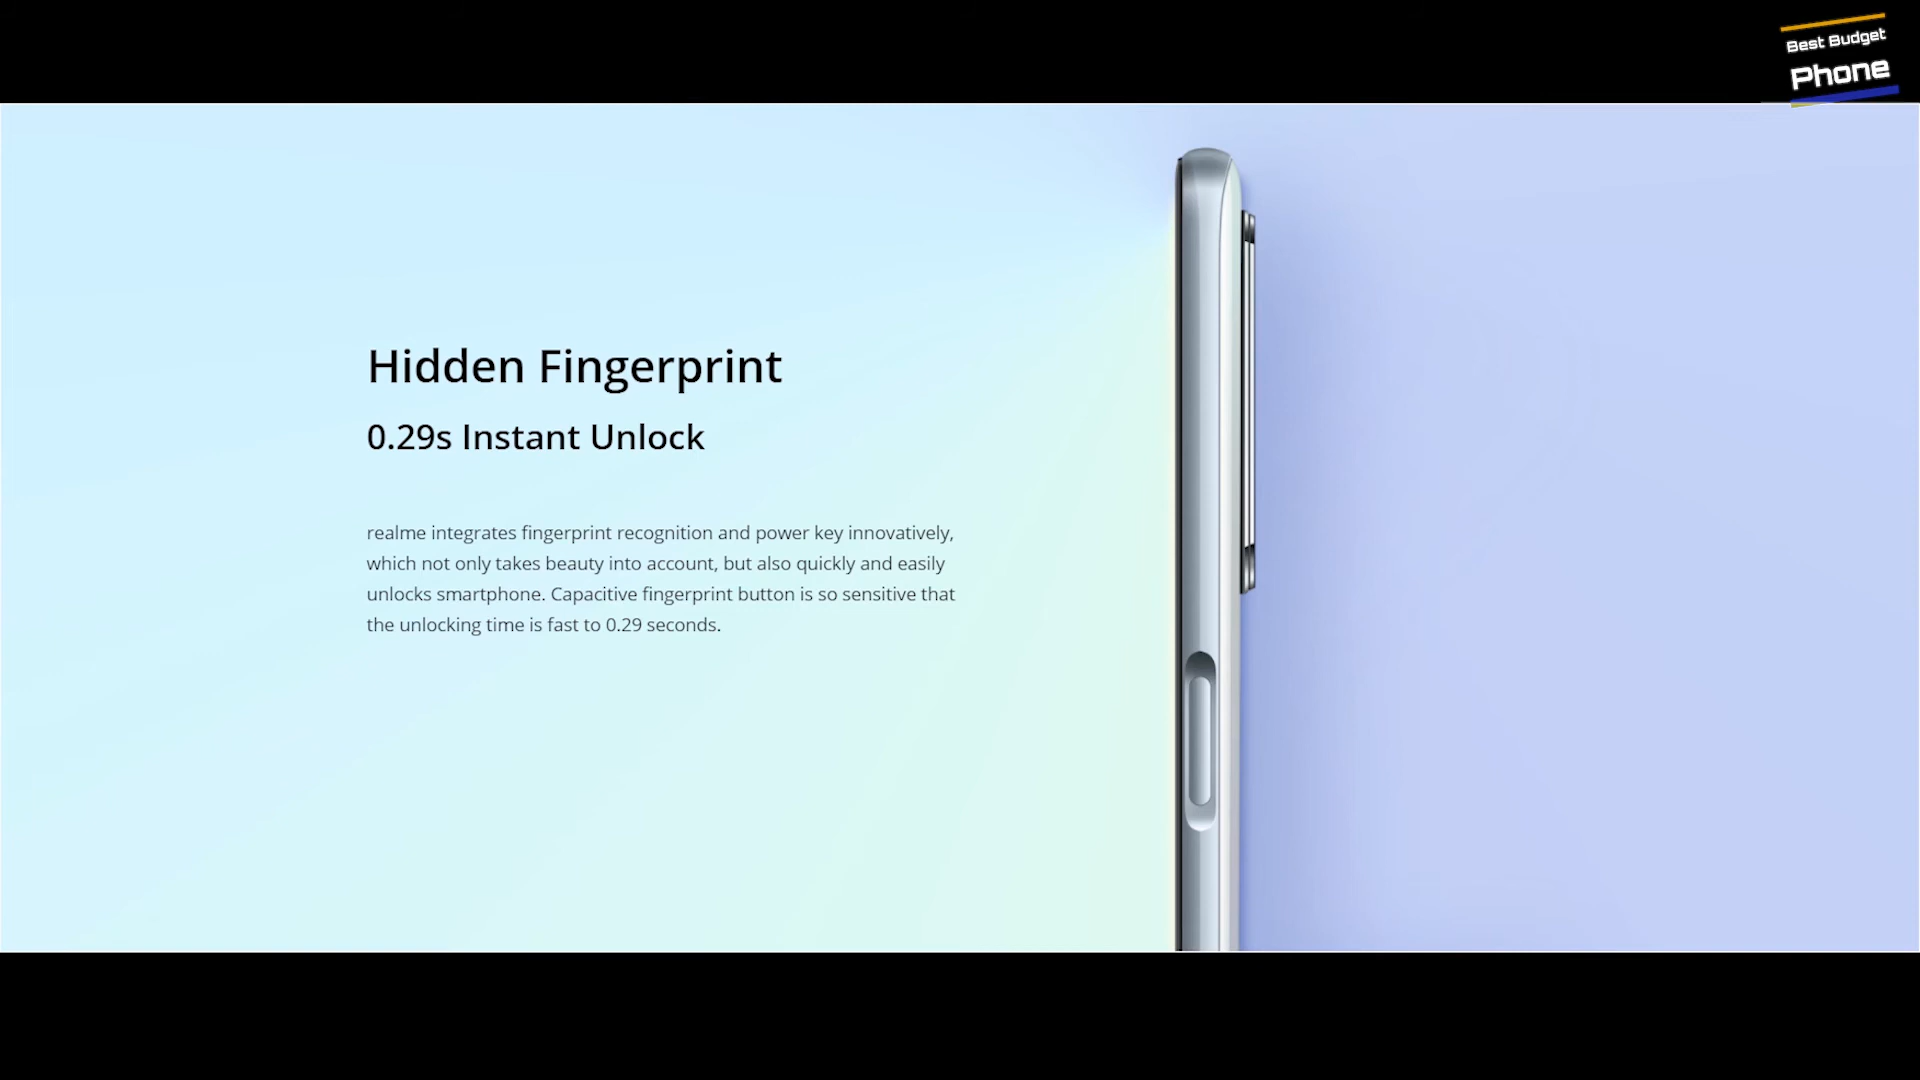 Best Budget
Phone
Hidden Fingerprint
0.29s Instant Unlock
realme integrates fingerprint recognition and power key innovatively,
which not only takes beauty into account, but also quickly and easily
unlocks smartphone. Capacitive fingerprint button is so sensitive that
the unlocking time is fast to 0.29 seconds.